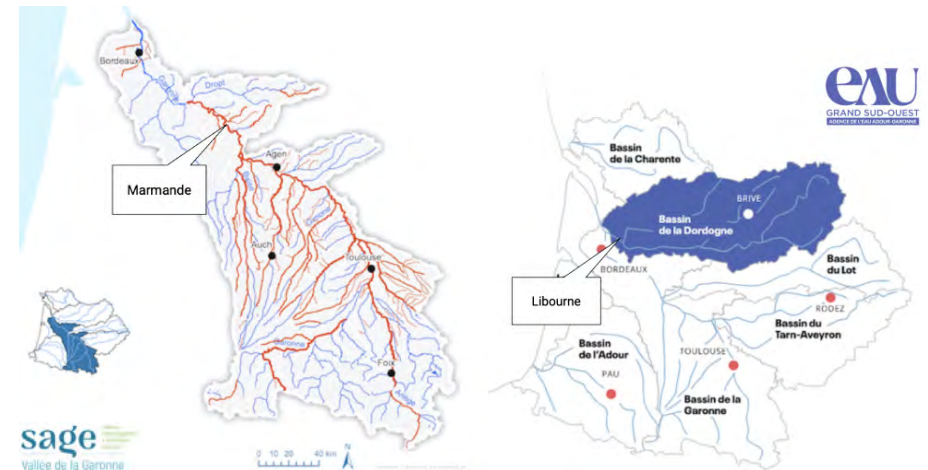 Bordeaux
Garonne
Dropt
Marmande
Agen
Auch
Toulouse
Garonne
Foix
Ariège
sage
Vallée de la Garonne
0 10 20 40 km
N
eAU
GRAND SUD-OUEST
AGENCE DE L'EAU ADOUR-GARONNE
Bassin
de la Charente
BRIVE
Bassin
de la Dordogne
BORDEAUX
Libourne
Bassin
du Lot
RODEZ
Bassin du
Tarn-Aveyron
Bassin
de l'Adour
PAU
TOULOUSE
Bassin de la
Garonne